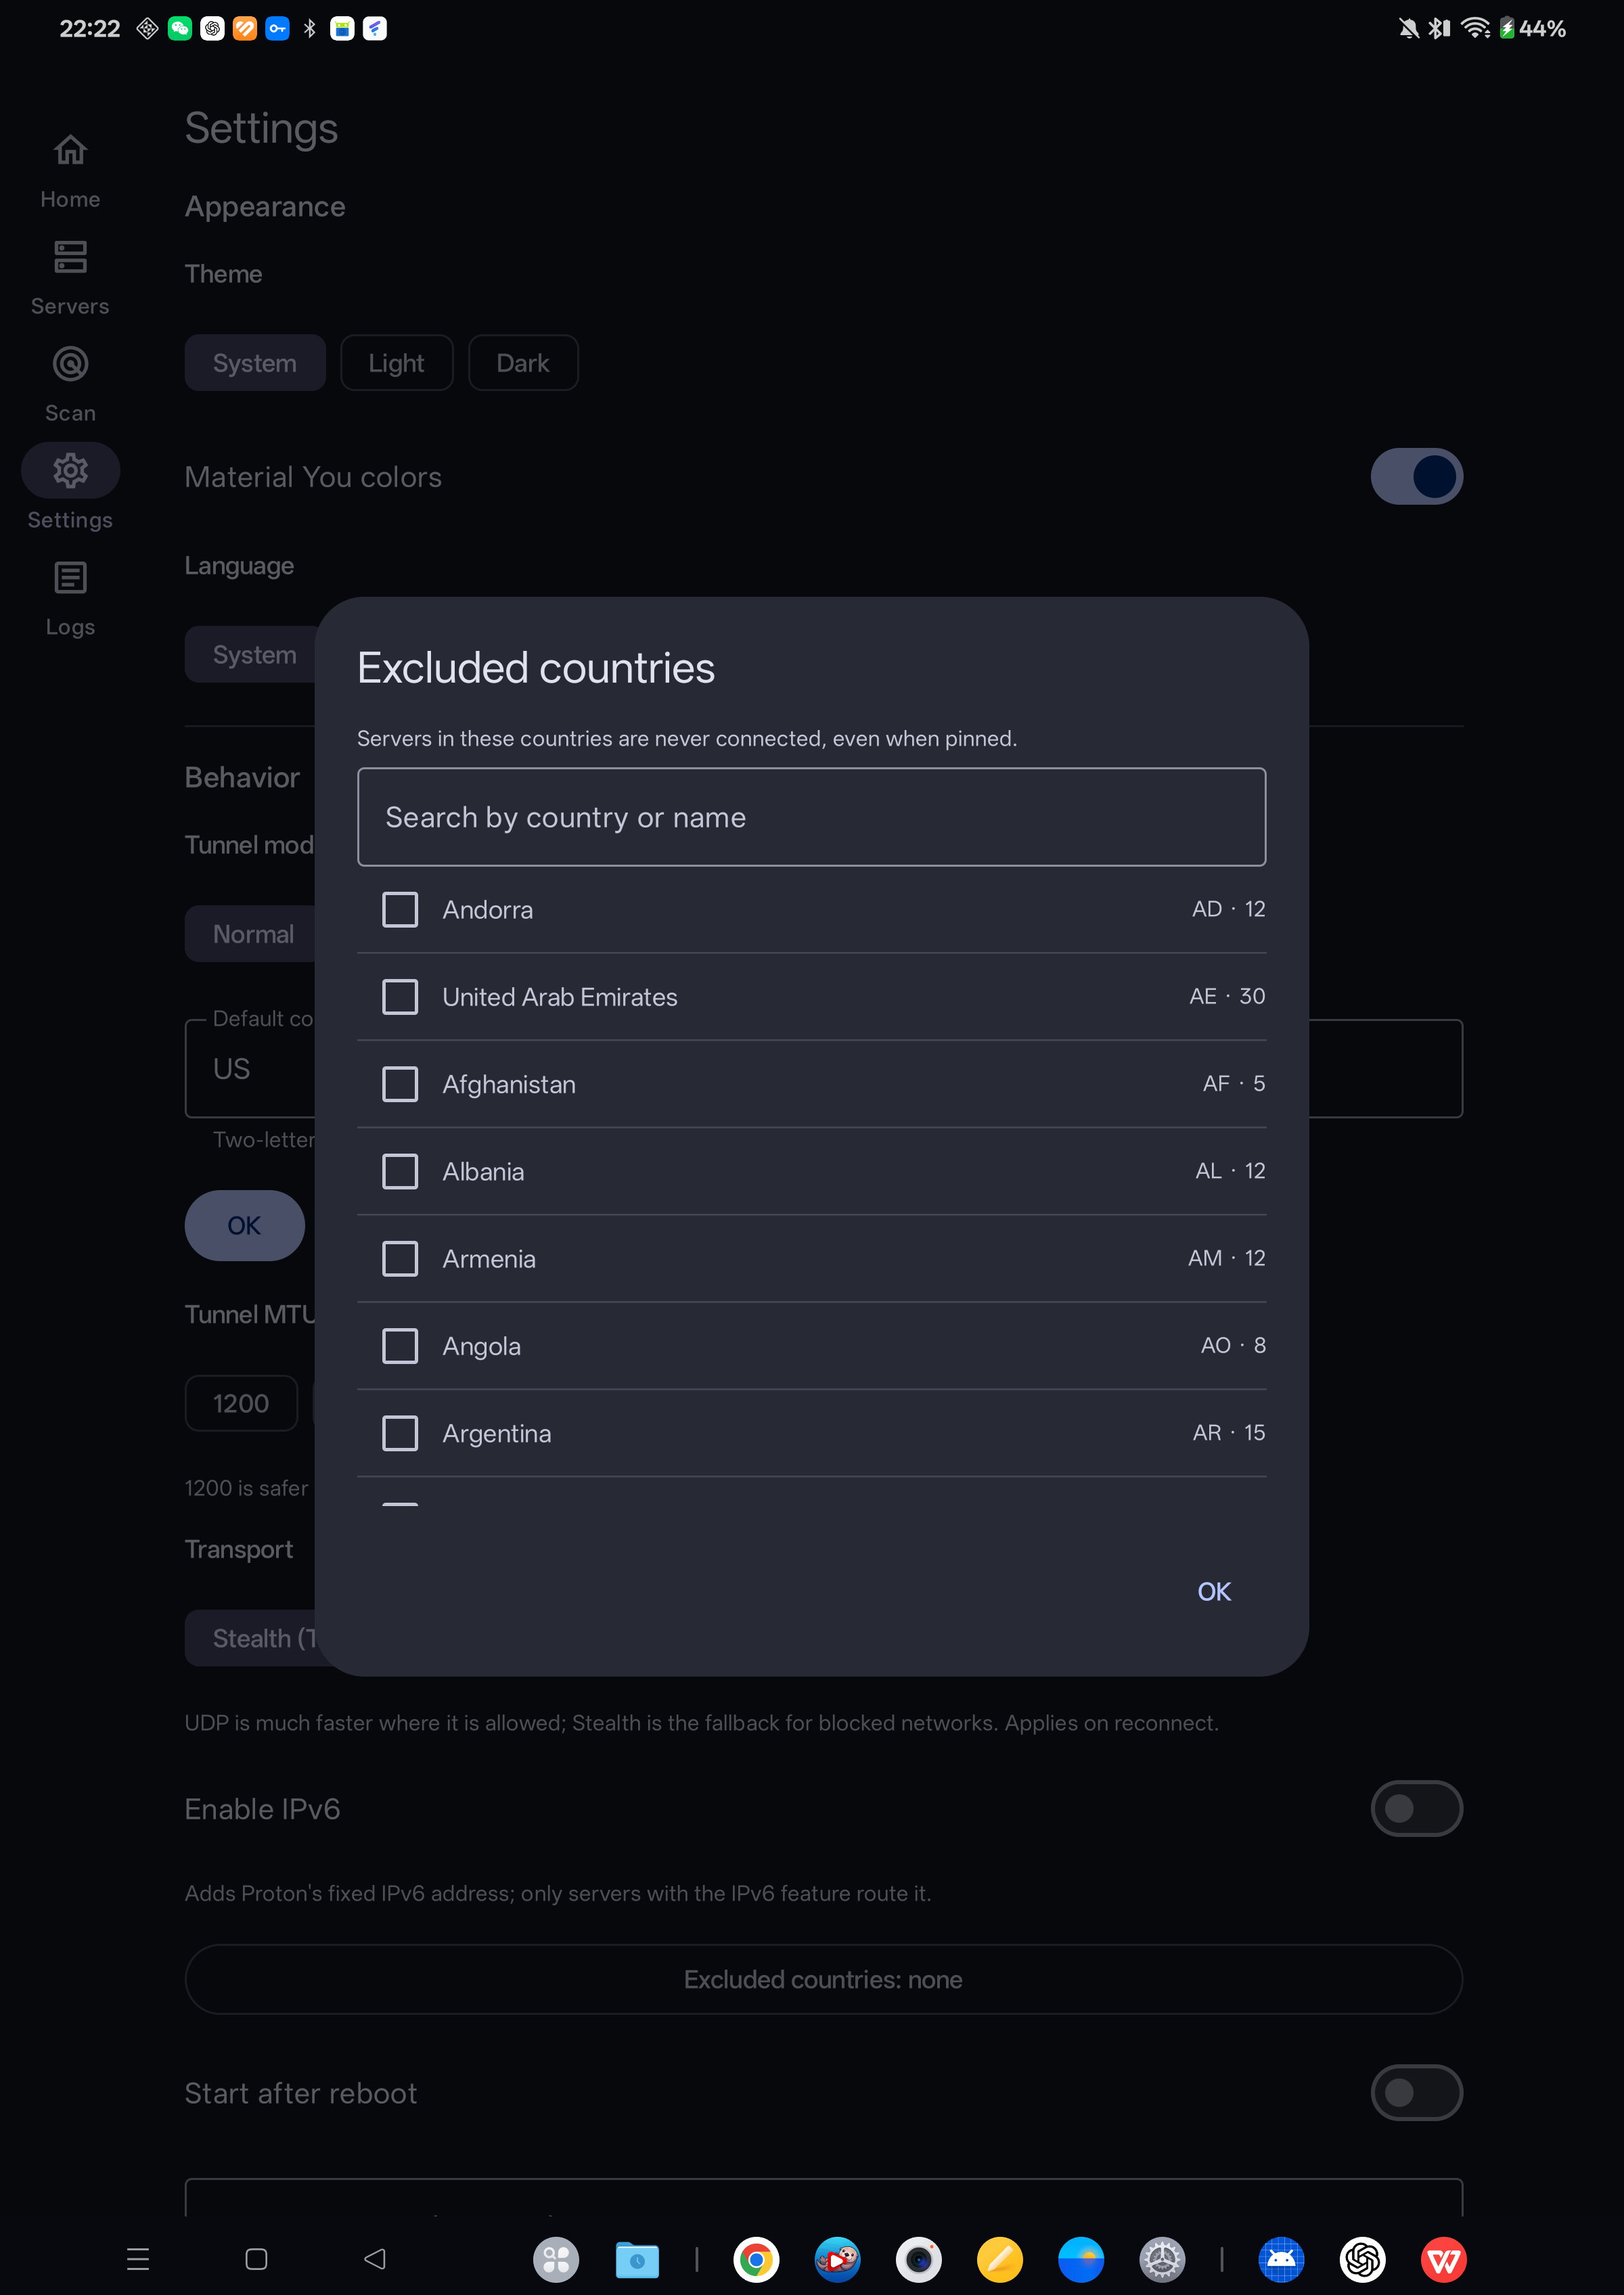 22:22
44%
Settings
Home
Appearance
Theme
Servers
System Light Dark
Scan
Material You colors
Settings
Language
Logs
System
Excluded countries
Servers in these countries are never connected, even when pinned.
Behavior
Search by country or name
Tunnel mod
Andorra AD · 12
Normal
United Arab Emirates AE · 30
Default co
US
Afghanistan AF · 5
Two-letter
Albania AL · 12
OK
Armenia AM · 12
Tunnel MTU
Angola AO · 8
1200
Argentina AR · 15
1200 is safer
Transport
OK
Stealth (T
UDP is much faster where it is allowed; Stealth is the fallback for blocked networks. Applies on reconnect.
Enable IPv6
Adds Proton's fixed IPv6 address; only servers with the IPv6 feature route it.
Excluded countries: none
Start after reboot